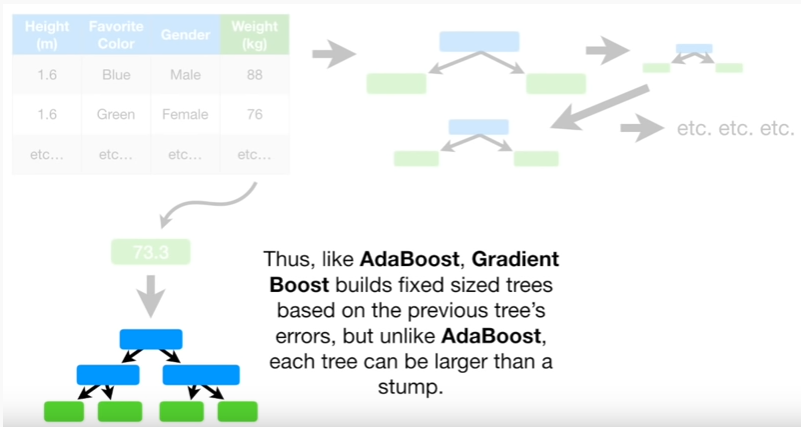 Height (m) Favorite Color Gender Weight (kg)
1.6 Blue Male 88
1.6 Green Female 76
etc... etc... etc... etc...
etc. etc. etc.
73.3
Thus, like AdaBoost, Gradient
Boost builds fixed sized trees
based on the previous tree's
errors, but unlike AdaBoost,
each tree can be larger than a
stump.